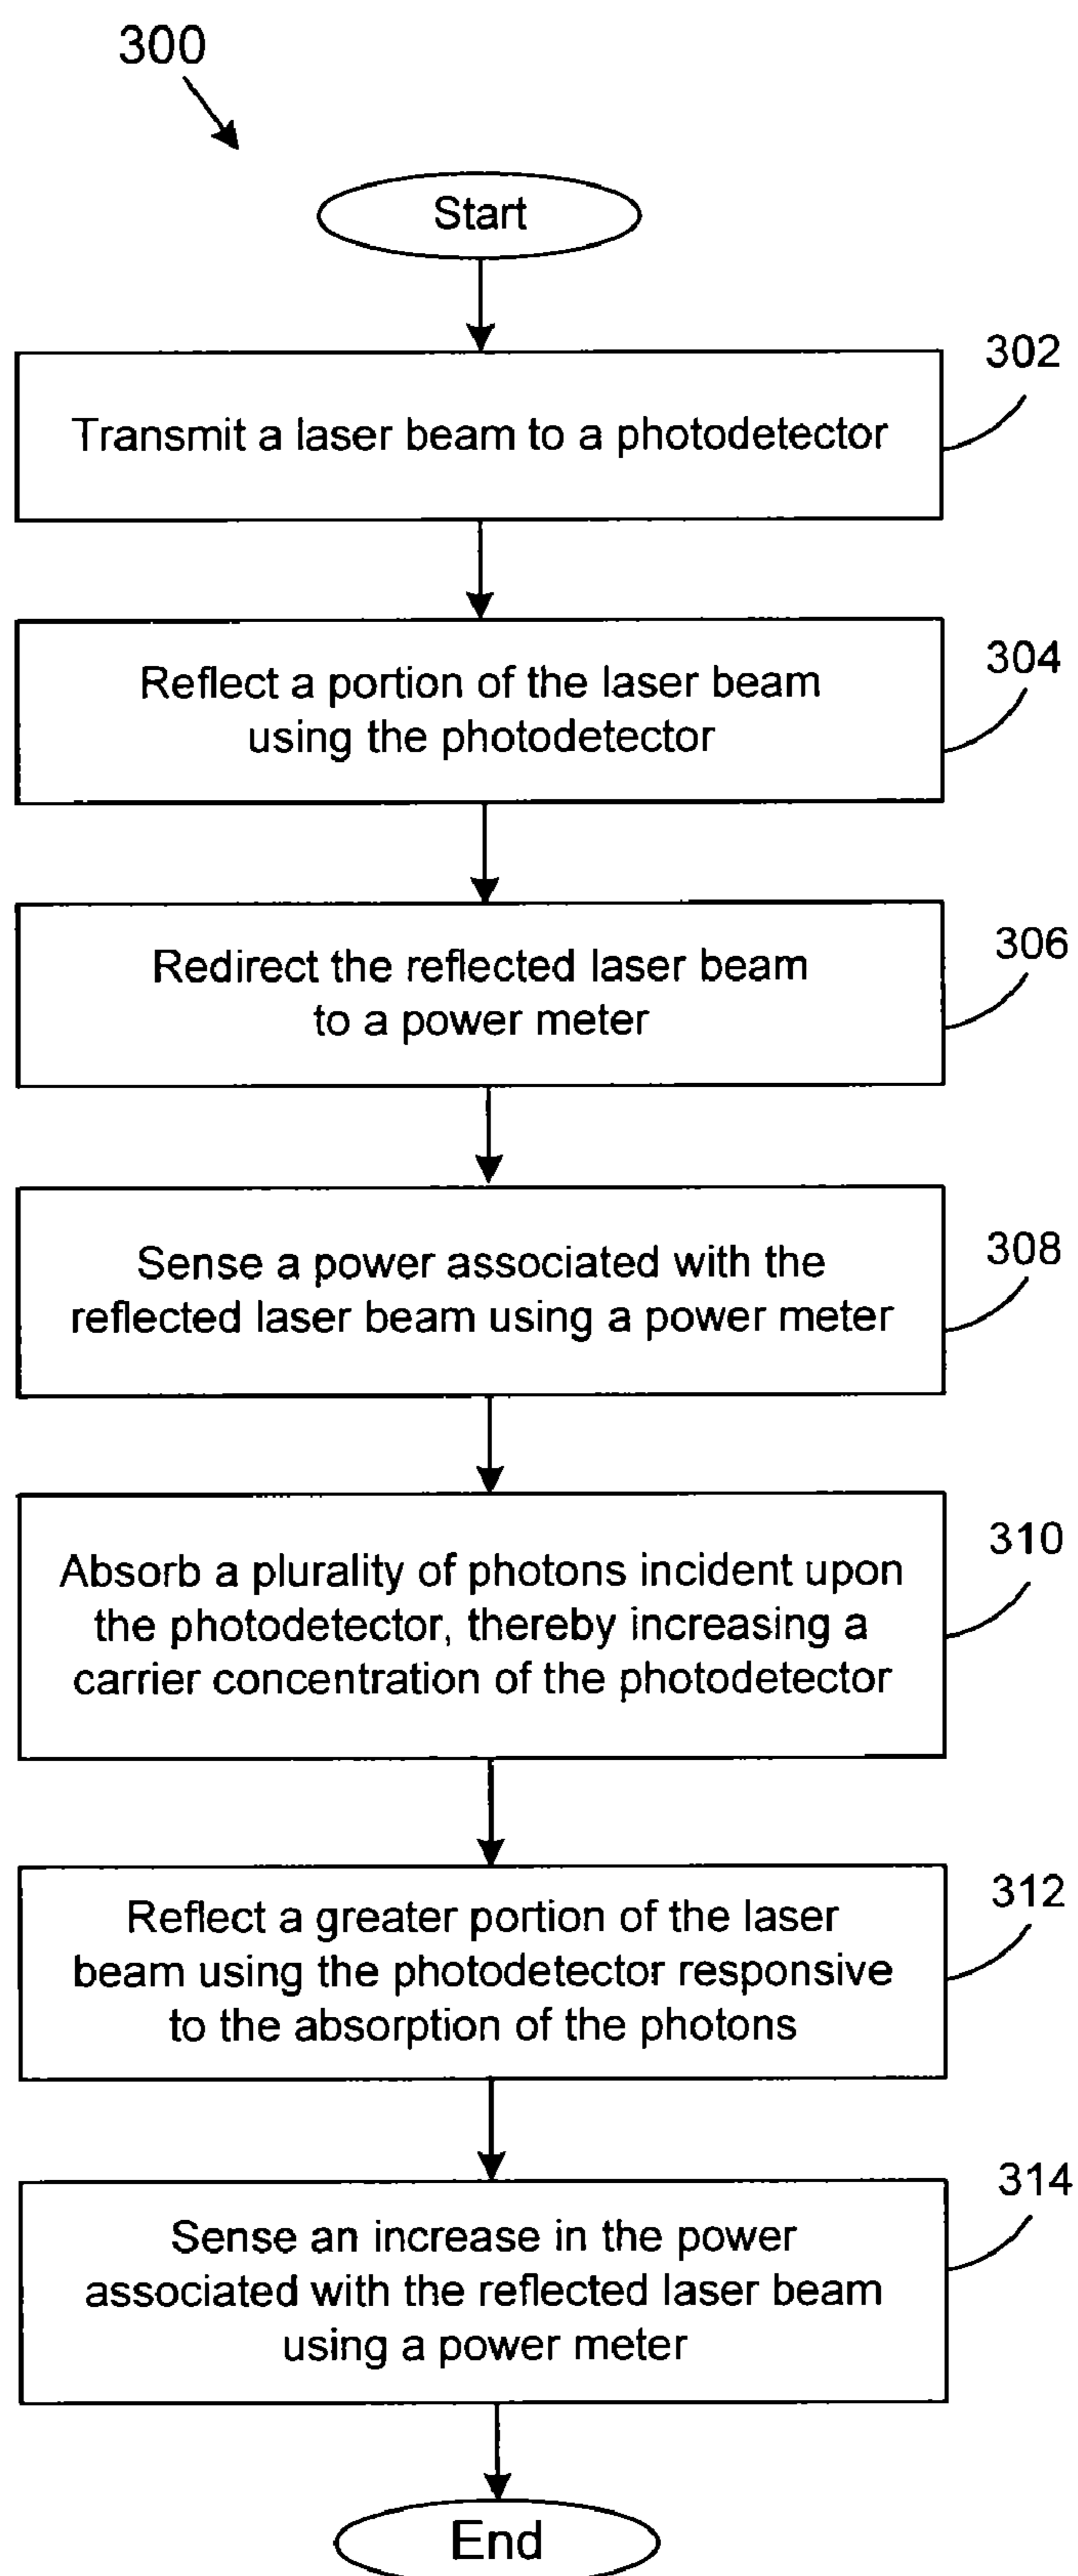 300
Start
302
Transmit a laser beam to a photodetector
304
Reflect a portion of the laser beam
using the photodetector
306
Redirect the reflected laser beam
to a power meter
308
Sense a power associated with the
reflected laser beam using a power meter
310
Absorb a plurality of photons incident upon
the photodetector, thereby increasing a
carrier concentration of the photodetector
312
Reflect a greater portion of the laser
beam using the photodetector responsive
to the absorption of the photons
314
Sense an increase in the power
associated with the reflected laser beam
using a power meter
End